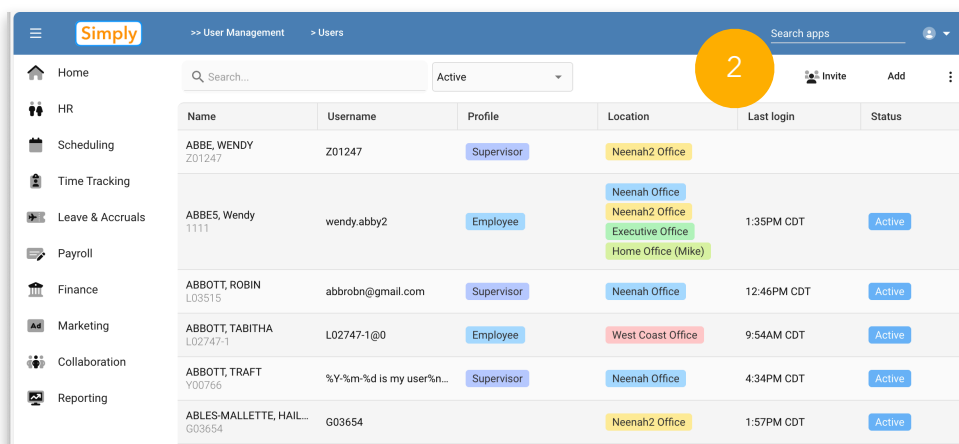 Simply
>> User Management > Users
Search apps
Home
HR
Scheduling
Time Tracking
Leave & Accruals
Payroll
Finance
Ad Marketing
Collaboration
Reporting
Search...
Active
2
Invite
Add
Name Username Profile Location Last login Status
ABBE, WENDY
Z01247
Z01247 Supervisor Neenah2 Office
ABBE5, Wendy
1111
wendy.abby2 Employee
Neenah Office
Neenah2 Office
Executive Office
Home Office (Mike)
1:35PM CDT Active
ABBOTT, ROBIN
L03515
abbrobn@gmail.com Supervisor Neenah Office 12:46PM CDT Active
ABBOTT, TABITHA
L02747-1
L02747-1@0 Employee West Coast Office 9:54AM CDT Active
ABBOTT, TRAFT
Y00766
%Y-%m-%d is my user%n... Supervisor Neenah Office 4:34PM CDT Active
ABLES-MALLETTE, HAIL...
G03654
G03654 Neenah2 Office 1:57PM CDT Active